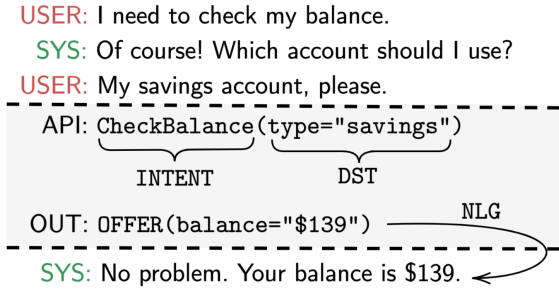 USER: I need to check my balance.
SYS: Of course! Which account should I use?
USER: My savings account, please.
API: CheckBalance(type="savings")
INTENT DST
OUT: OFFER(balance="$139") NLG
SYS: No problem. Your balance is $139.